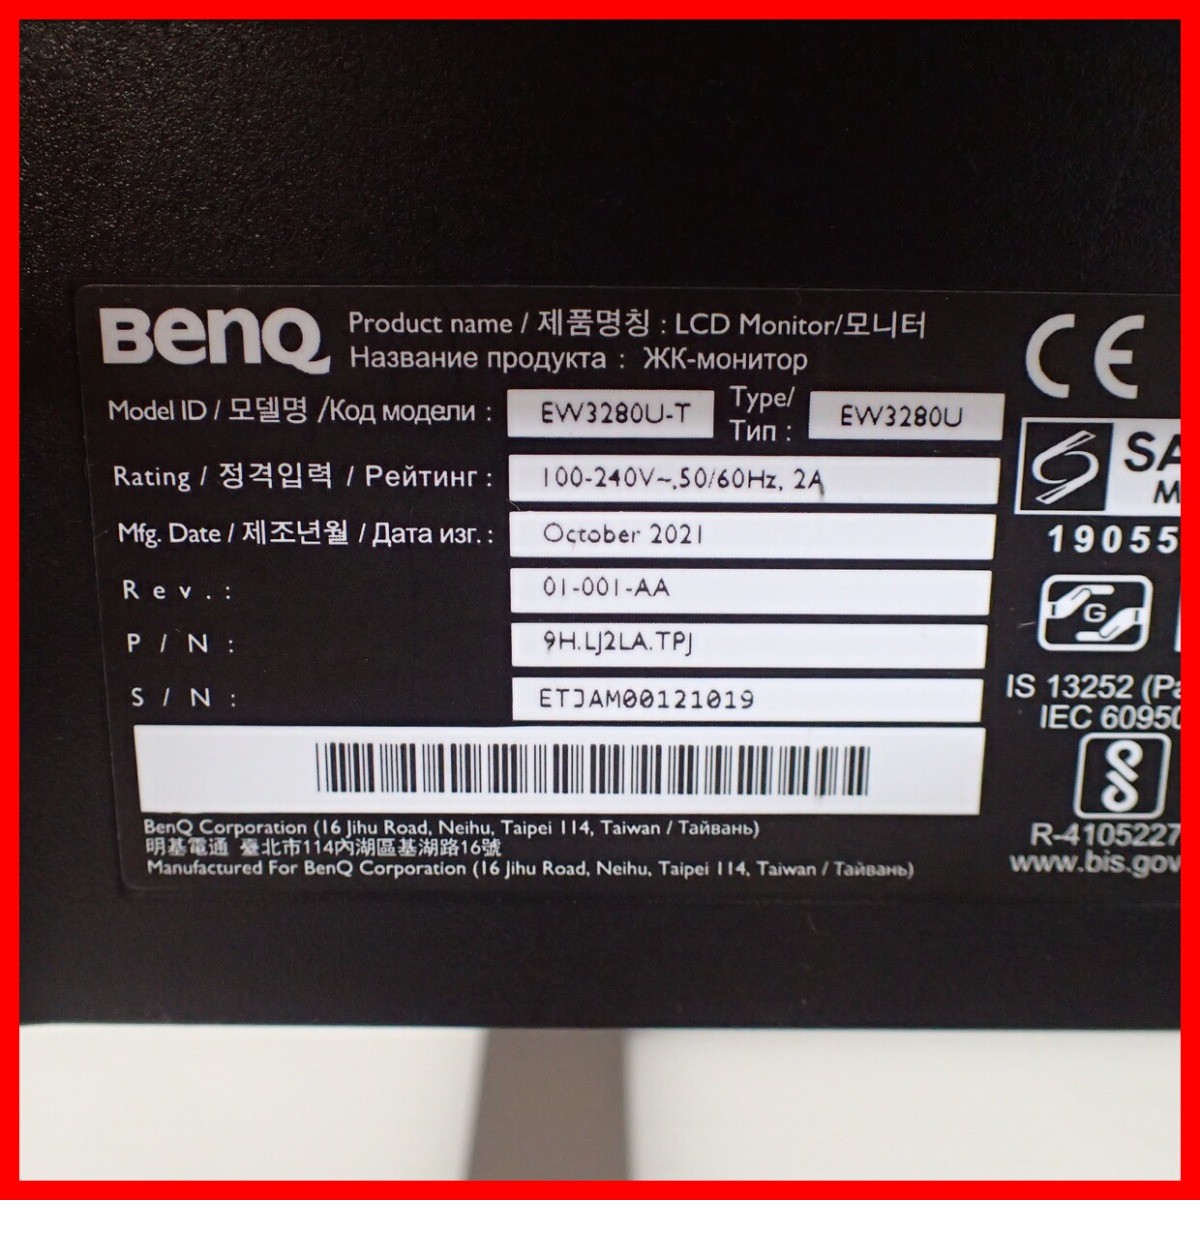 BenQ
Product name / 제품명칭 : LCD Monitor/모니터
Название продукта : ЖК-монитор
Model ID / 모델명 /Код модели : EW3280U-T Type/ Тип : EW3280U
Rating / 정격입력 / Рейтинг : 100-240V~,50/60Hz, 2A
Mfg. Date / 제조년월 / Дата изг. : October 2021
Rev. : 01-001-AA
P/N : 9H.LJ2LA.TPJ
S/N : ETJAM00121019
BenQ Corporation (16 Jihu Road, Neihu, Taipei 114, Taiwan / Тайвань)
明基電通 臺北市114內湖區基湖路16號
Manufactured For BenQ Corporation (16 Jihu Road, Neihu, Taipei 114, Taiwan / Тайвань)
CE
SA
M
19055
G
IS 13252 (Pa
IEC 60950
R-4105227
www.bis.gov